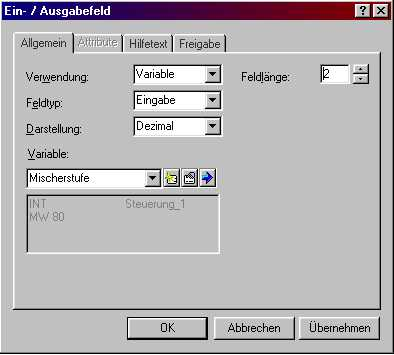 Ein- / Ausgabefeld
Allgemein Attribute Hilfetext Freigabe
Verwendung: Variable Feldlänge: 2
Feldtyp: Eingabe
Darstellung: Dezimal
Variable:
Mischerstufe
INT Steuerung_1
MW 80
OK Abbrechen Übernehmen